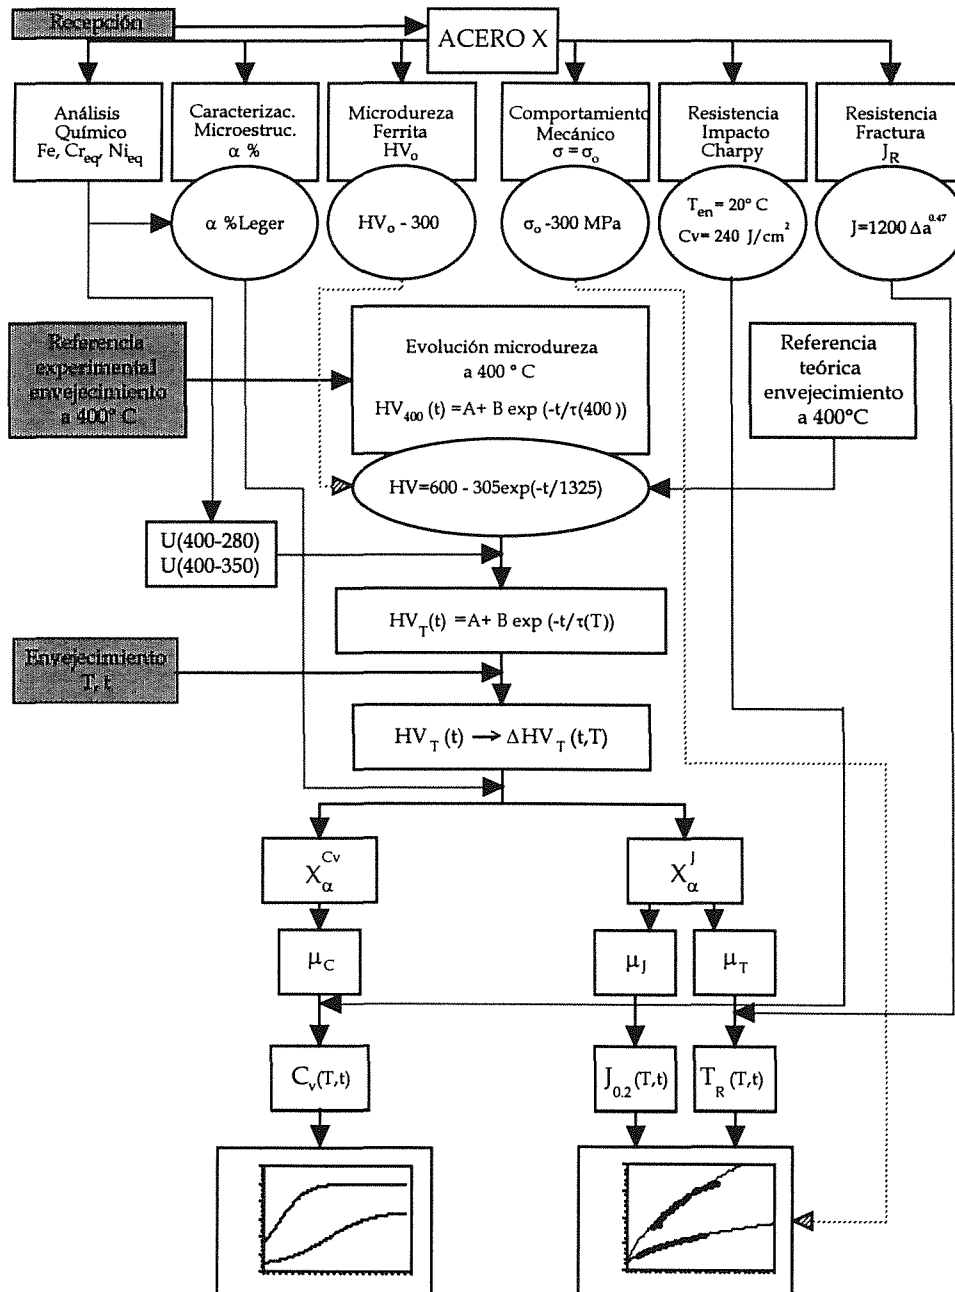 Recepción
ACERO X
Análisis
Químico
Fe, Cr_eq, Ni_eq
Caracterizac.
Microestruc.
α %
Microdureza
Ferrita
HV_o
Comportamiento
Mecánico
σ = σ_o
Resistencia
Impacto
Charpy
Resistencia
Fractura
J_R
α %Leger
HV_o - 300
σ_o -300 MPa
T_en = 20° C
Cv= 240 J/cm^2
J=1200 Δa^0.47
Referencia
experimental
envejecimiento
a 400° C
Evolución microdureza
a 400 ° C
HV_400 (t) =A+ B exp (-t/τ(400 ))
Referencia
teórica
envejecimiento
a 400°C
HV=600 - 305exp(-t/1325)
U(400-280)
U(400-350)
HV_T(t) =A+ B exp (-t/τ(T))
Envejecimiento
T, t
HV_T (t) → ΔHV_T (t,T)
X_α^Cv
X_α^J
μ_C
μ_J
μ_T
C_v(T,t)
J_0.2 (T,t)
T_R (T,t)